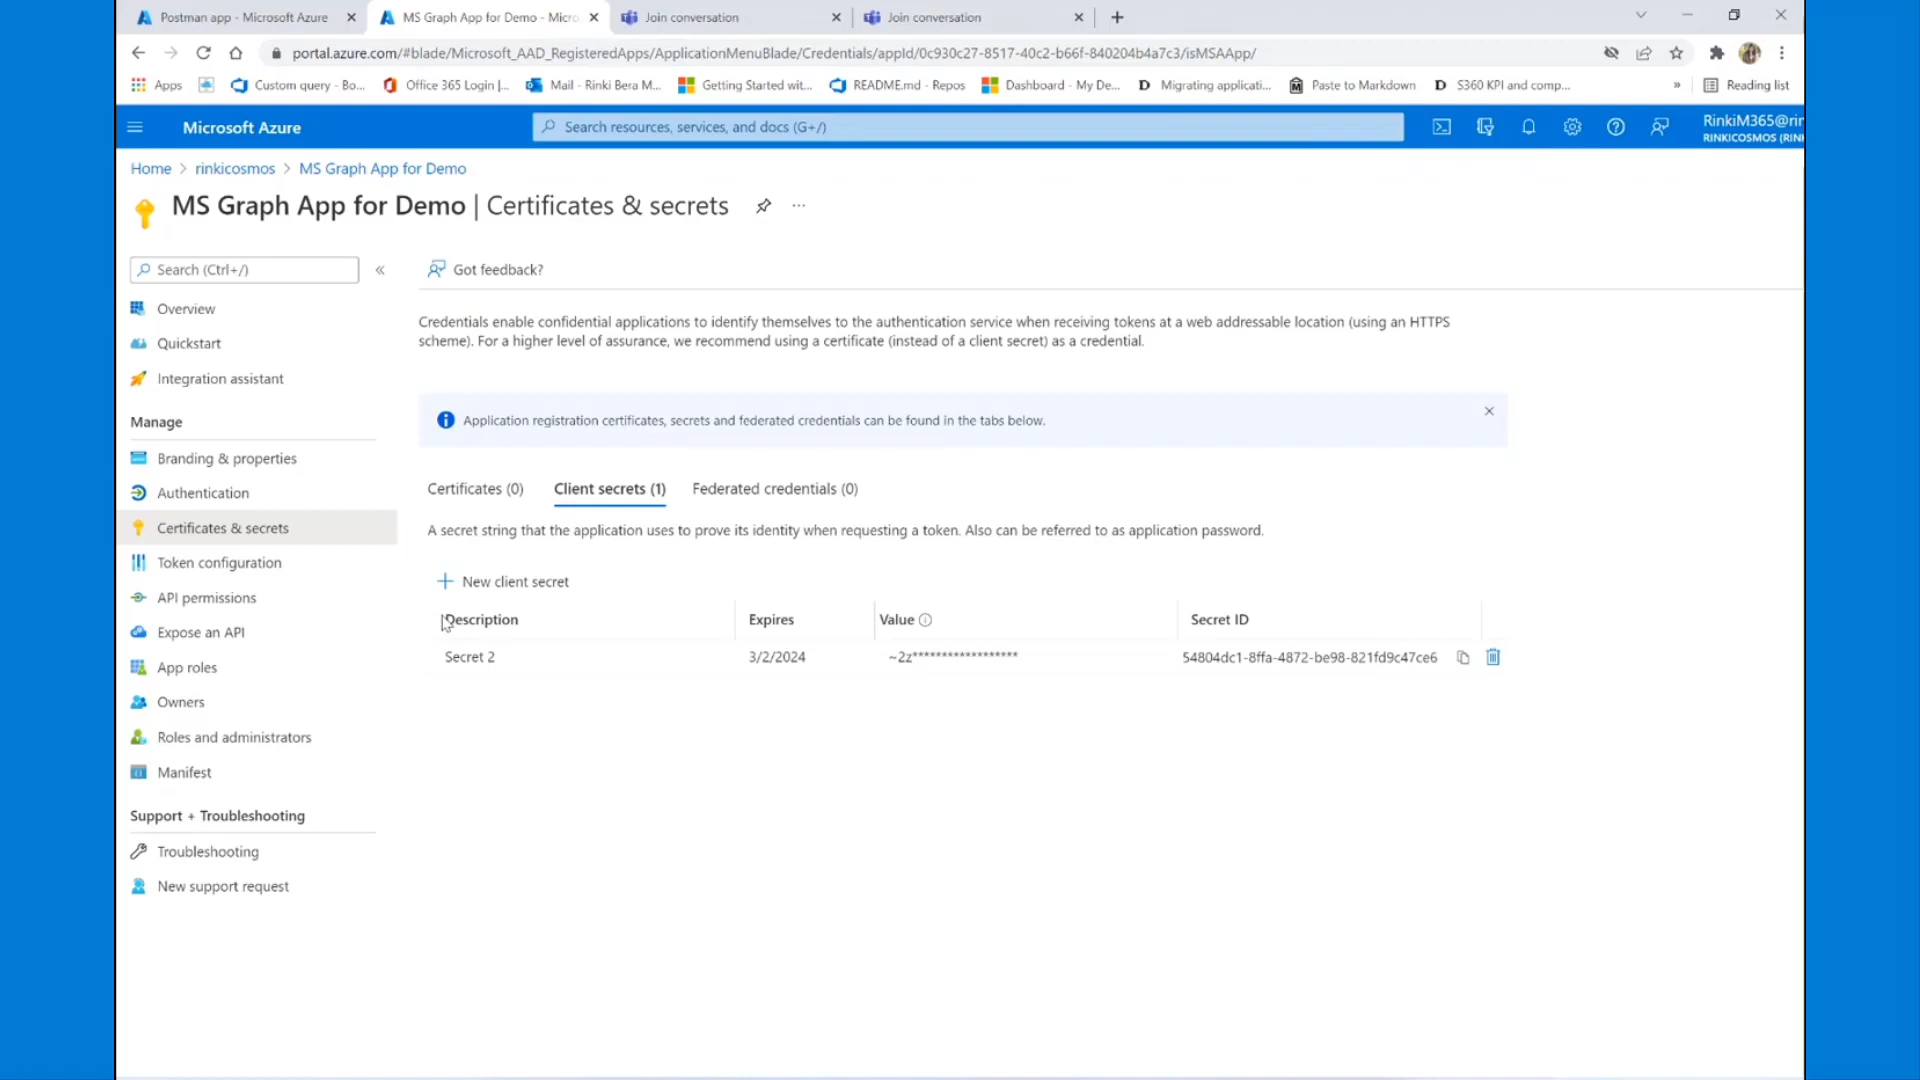 Postman app - Microsoft Azure
MS Graph App for Demo - Micro
Join conversation
Join conversation
portal.azure.com/#blade/Microsoft_AAD_RegisteredApps/ApplicationMenuBlade/Credentials/appId/0c930c27-8517-40c2-b66f-840204b4a7c3/isMSAApp/
Apps
Custom query - Bo...
Office 365 Login |...
Mail - Rinki Bera M...
Getting Started wit...
README.md - Repos
Dashboard - My De...
D Migrating applicati...
Paste to Markdown
D S360 KPI and comp...
»
Reading list
Microsoft Azure
Search resources, services, and docs (G+/)
RinkiM365@rin
RINKICOSMOS (RINK
Home > rinkicosmos > MS Graph App for Demo
MS Graph App for Demo | Certificates & secrets
...
Search (Ctrl+/)
«
Got feedback?
Overview
Quickstart
Integration assistant
Manage
Branding & properties
Authentication
Certificates & secrets
Token configuration
API permissions
Expose an API
App roles
Owners
Roles and administrators
Manifest
Support + Troubleshooting
Troubleshooting
New support request
Credentials enable confidential applications to identify themselves to the authentication service when receiving tokens at a web addressable location (using an HTTPS
scheme). For a higher level of assurance, we recommend using a certificate (instead of a client secret) as a credential.
Application registration certificates, secrets and federated credentials can be found in the tabs below.
Certificates (0)
Client secrets (1)
Federated credentials (0)
A secret string that the application uses to prove its identity when requesting a token. Also can be referred to as application password.
New client secret
Description
Expires
Value
Secret ID
Secret 2
3/2/2024
~2z******************
54804dc1-8ffa-4872-be98-821fd9c47ce6